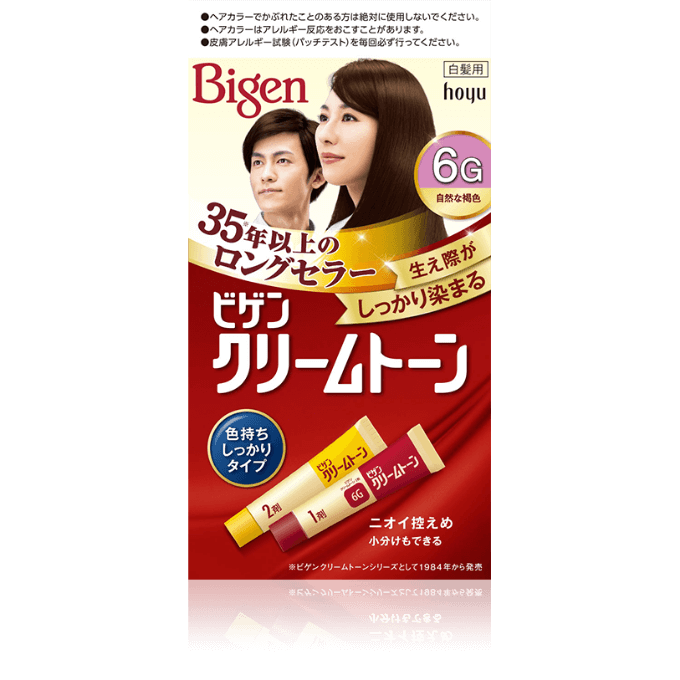 ●ヘアカラーでかぶれたことのある方は絶対に使用しないでください。
●ヘアカラーはアレルギー反応をおこすことがあります。
●皮膚アレルギー試験（パッチテスト）を毎回必ず行ってください。
Bigen
白髪用
hoyu
6G
自然な褐色
35※年以上の
ロングセラー
生え際が
しっかり染まる
ビゲン
クリームトーン
色持ち
しっかり
タイプ
ビゲン
クリームトーン
2剤
ビゲン
クリームトーン
6G
1剤
ニオイ控えめ
小分けもできる
※ビゲンクリームトーンシリーズとして1984年から発売